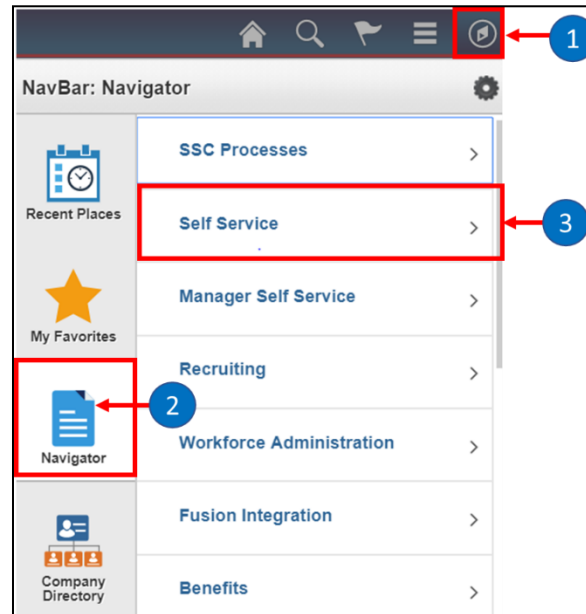 1
NavBar: Navigator
SSC Processes
Recent Places
Self Service
3
My Favorites
Manager Self Service
Recruiting
2
Navigator
Workforce Administration
Fusion Integration
Company
Directory
Benefits